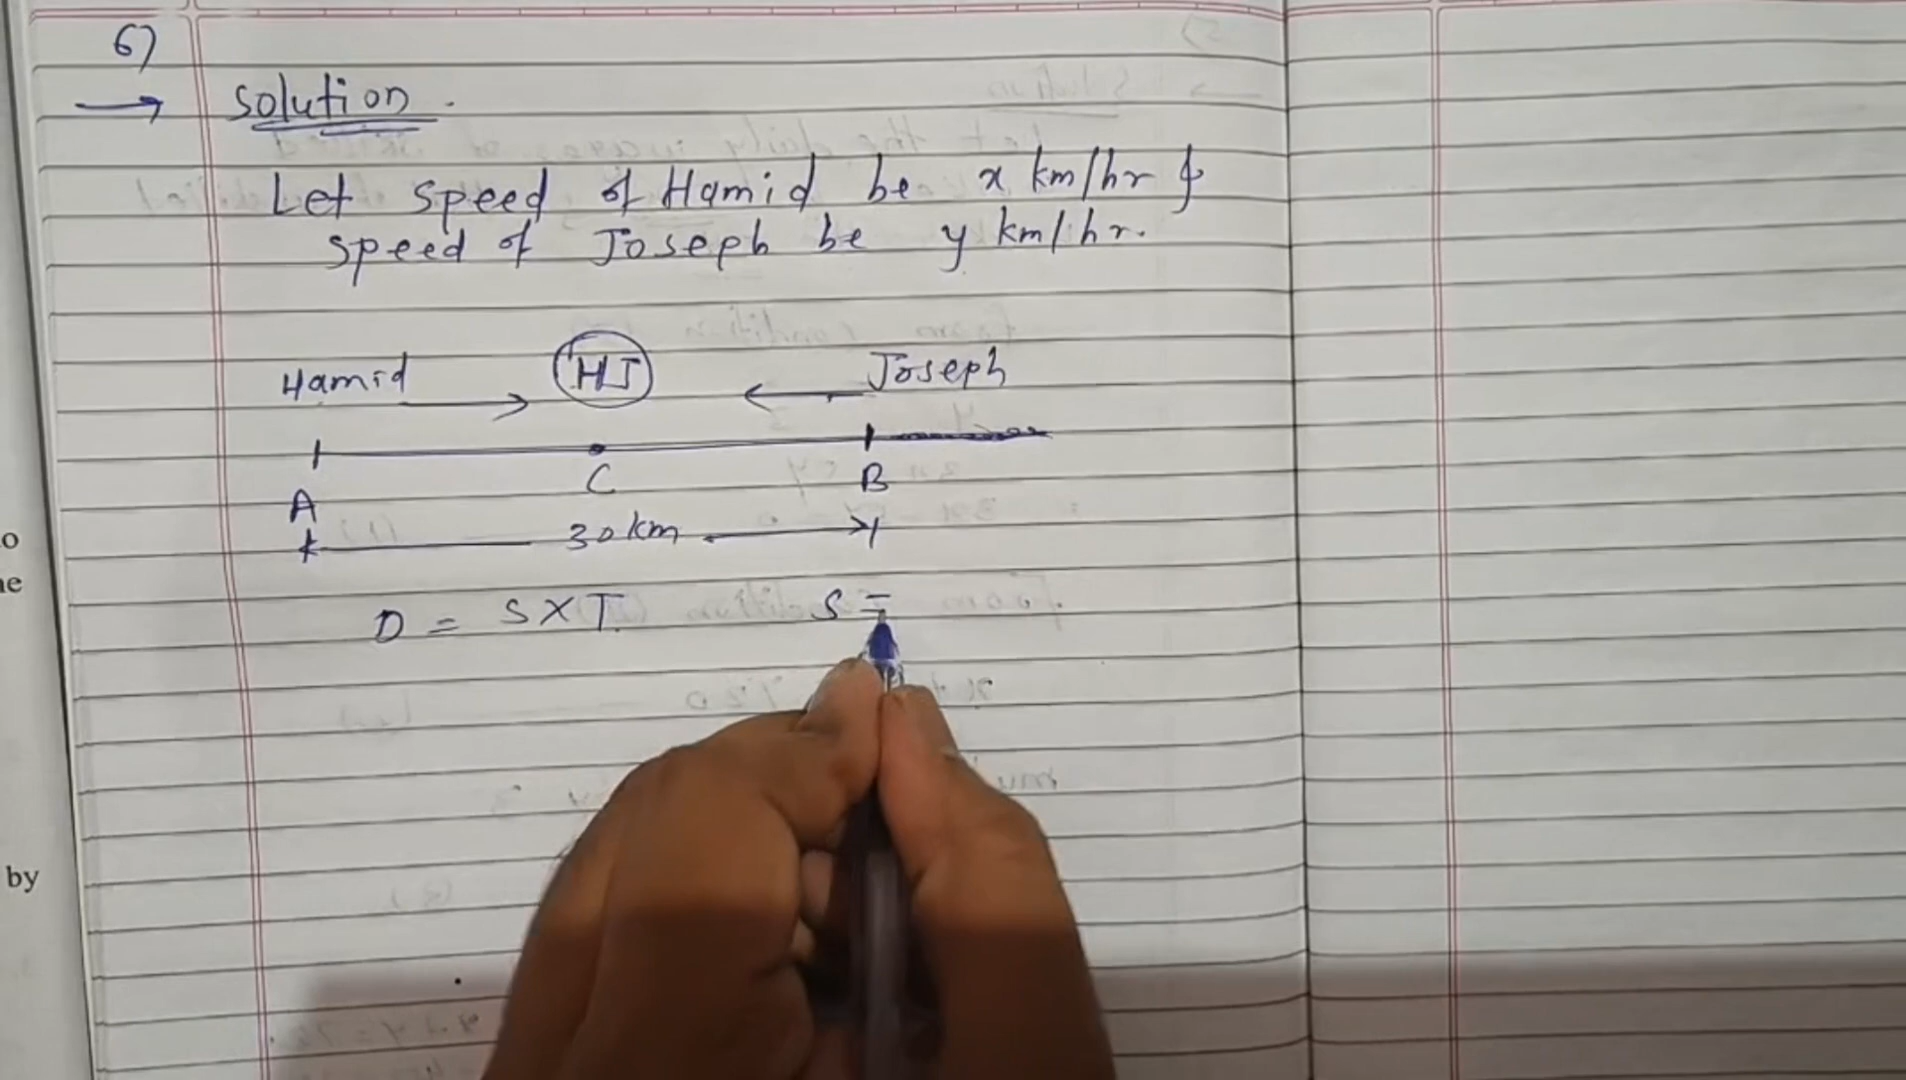 6)
→ Solution.
Let speed of Hamid be x km/hr &
speed of Joseph be y km/hr.
Hamid HJ Joseph
A C B
30 km
D = S X T S =
by